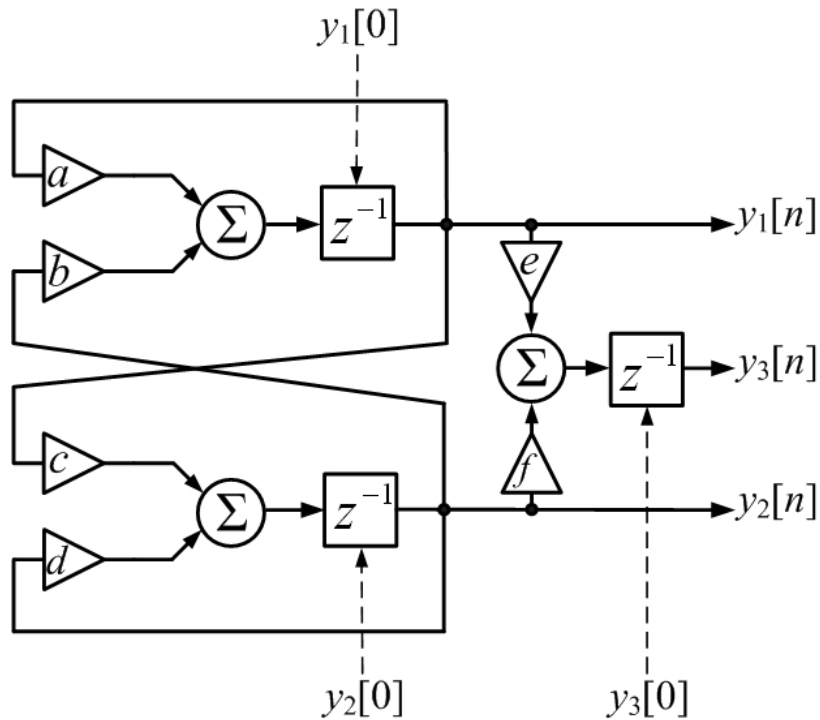 y₁[0]
a
Σ
z⁻¹
y₁[n]
b
e
Σ
z⁻¹
y₃[n]
c
f
Σ
z⁻¹
y₂[n]
d
y₂[0]
y₃[0]